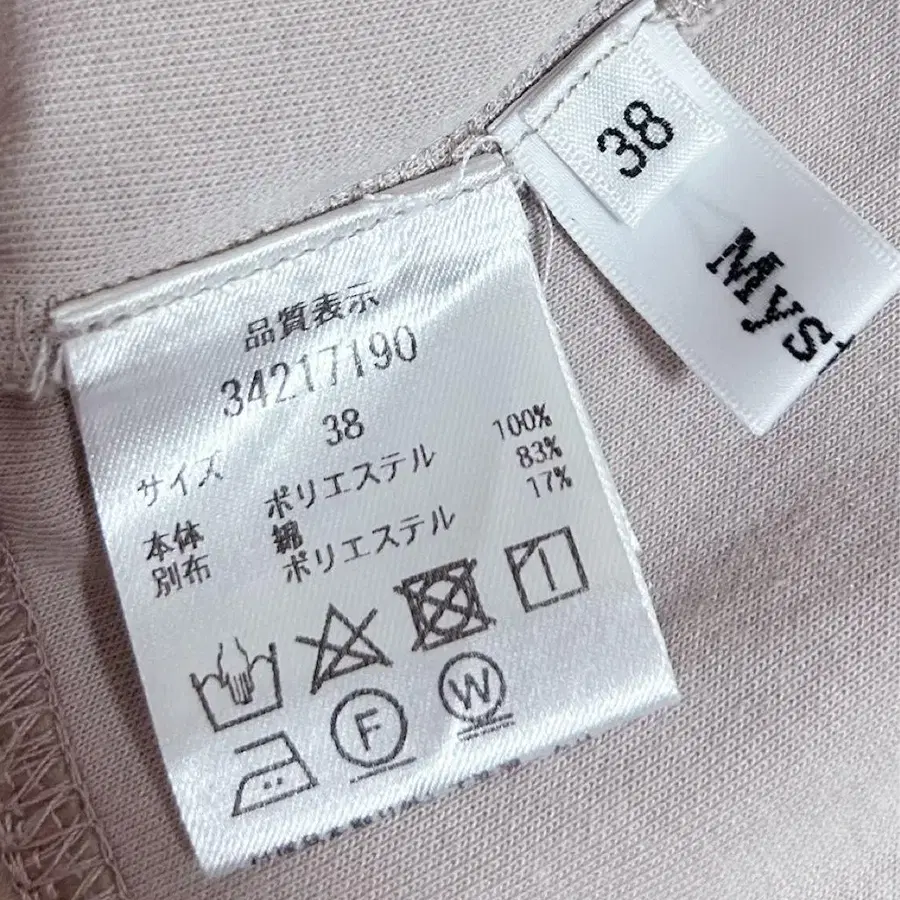 38
Myst
品質表示
34217190
サイズ 38
本体 ポリエステル 100%
別布 綿 83%
ポリエステル 17%
F
W